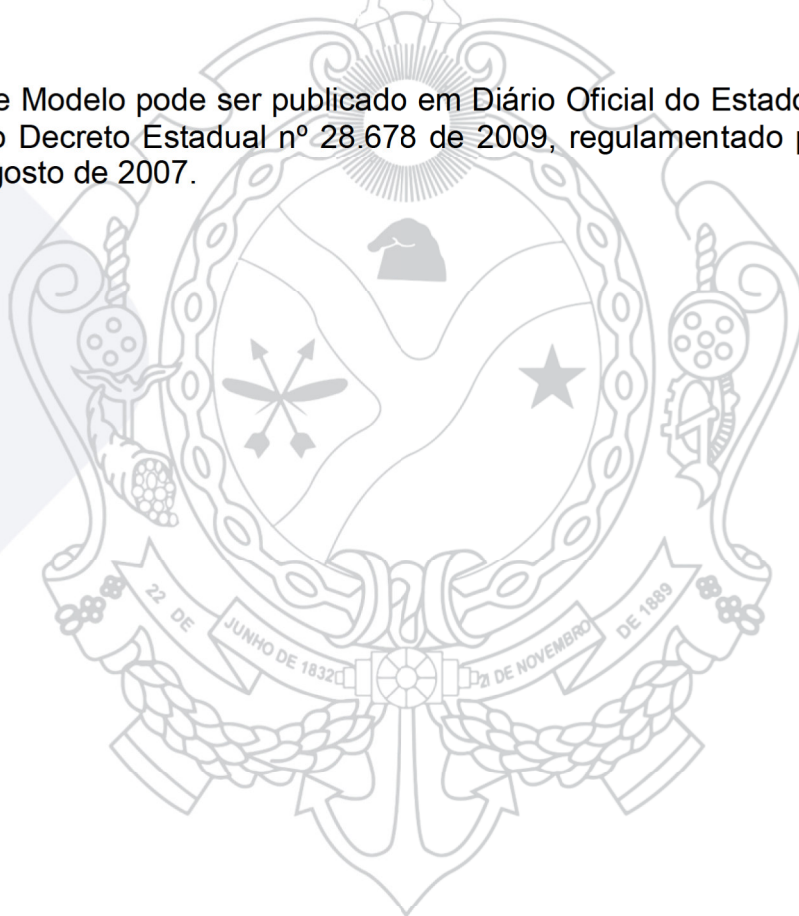 e Modelo pode ser publicado em Diário Oficial do Estado
o Decreto Estadual nº 28.678 de 2009, regulamentado p
gosto de 2007.
22 DE
JUNHO DE 1832
21 DE NOVEMBRO
DE 1889